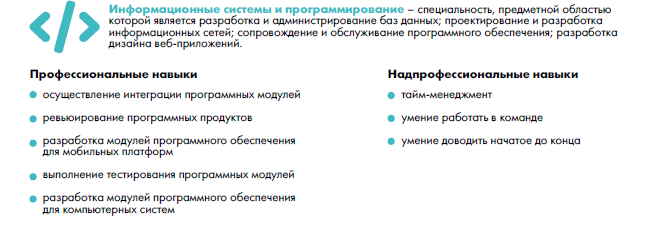 </>
Информационные системы и программирование – специальность, предметной областью
которой является разработка и администрирование баз данных; проектирование и разработка
информационных сетей; сопровождение и обслуживание программного обеспечения; разработка
дизайна веб-приложений.
Профессиональные навыки
осуществление интеграции программных модулей
ревьюирование программных продуктов
разработка модулей программного обеспечения
для мобильных платформ
выполнение тестирования программных модулей
разработка модулей программного обеспечения
для компьютерных систем
Надпрофессиональные навыки
тайм-менеджмент
умение работать в команде
умение доводить начатое до конца